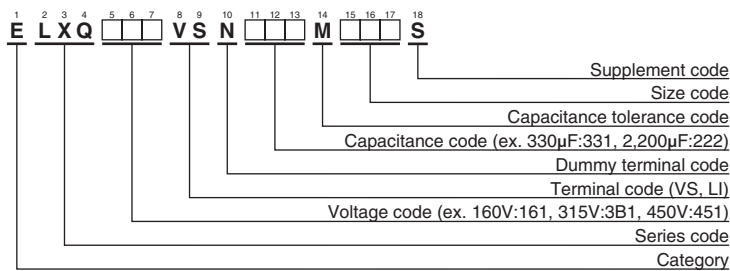 1 2 3 4 5 6 7 8 9 10 11 12 13 14 15 16 17 18
E L X Q □□□ V S N □□□ M □□□ S
Supplement code
Size code
Capacitance tolerance code
Capacitance code (ex. 330µF:331, 2,200µF:222)
Dummy terminal code
Terminal code (VS, LI)
Voltage code (ex. 160V:161, 315V:3B1, 450V:451)
Series code
Category